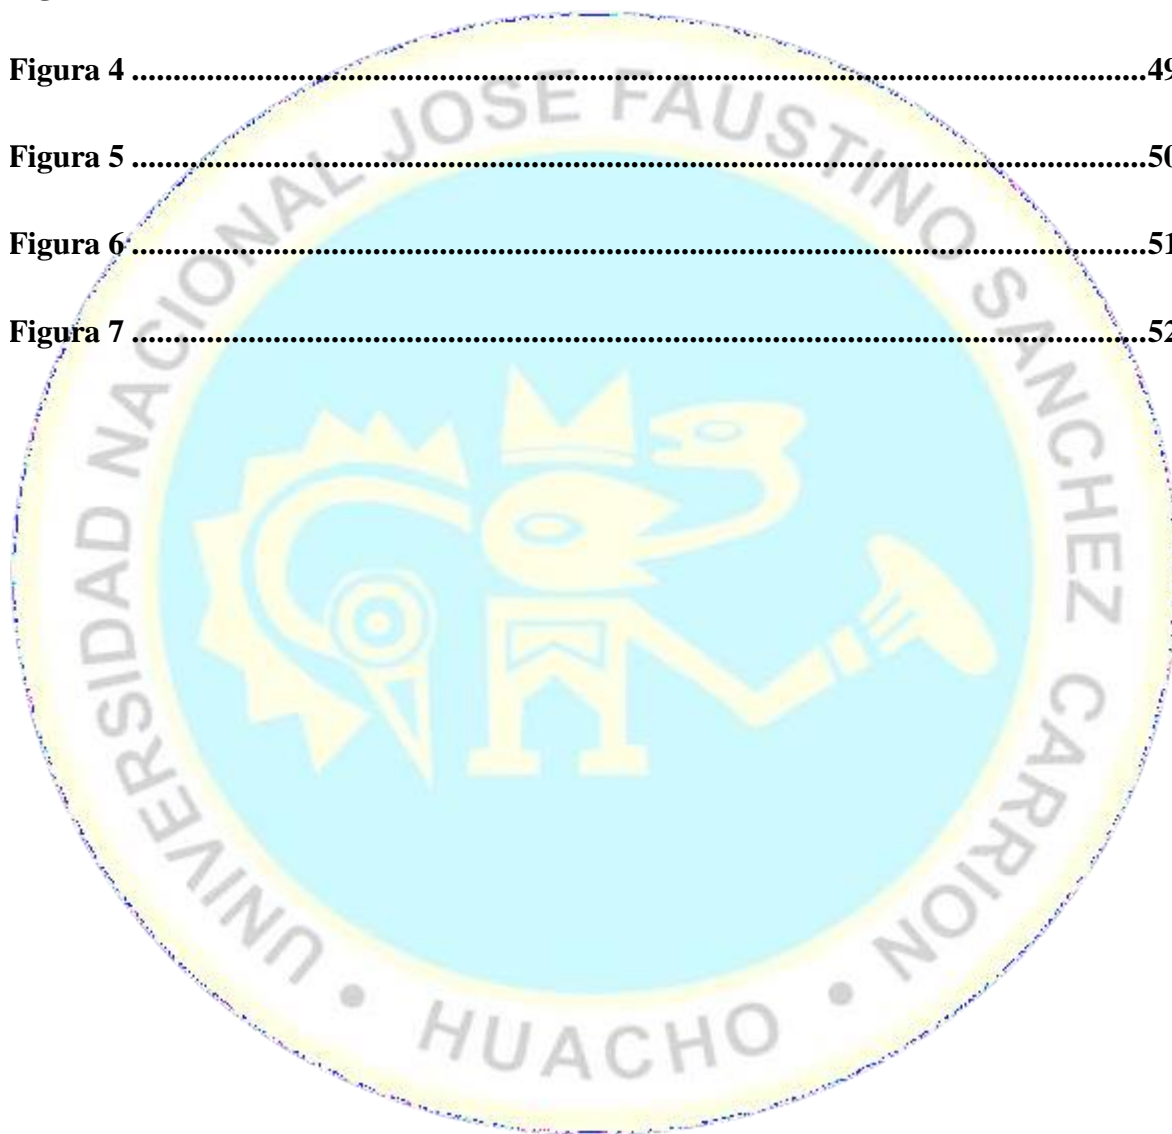 Figura 4 ........................................................................................................................49
Figura 5 ........................................................................................................................50
Figura 6 ........................................................................................................................51
Figura 7 ........................................................................................................................52
UNIVERSIDAD NACIONAL JOSE FAUSTINO SANCHEZ CARRION • HUACHO •